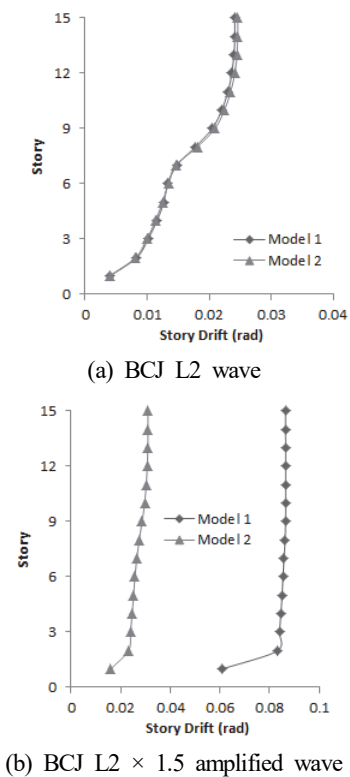 15
12
9
6
3
0
Story
Model 1
Model 2
0 0.01 0.02 0.03 0.04
Story Drift (rad)
(a) BCJ L2 wave
15
12
9
6
3
0
Story
Model 1
Model 2
0 0.02 0.04 0.06 0.08 0.1
Story Drift (rad)
(b) BCJ L2 × 1.5 amplified wave